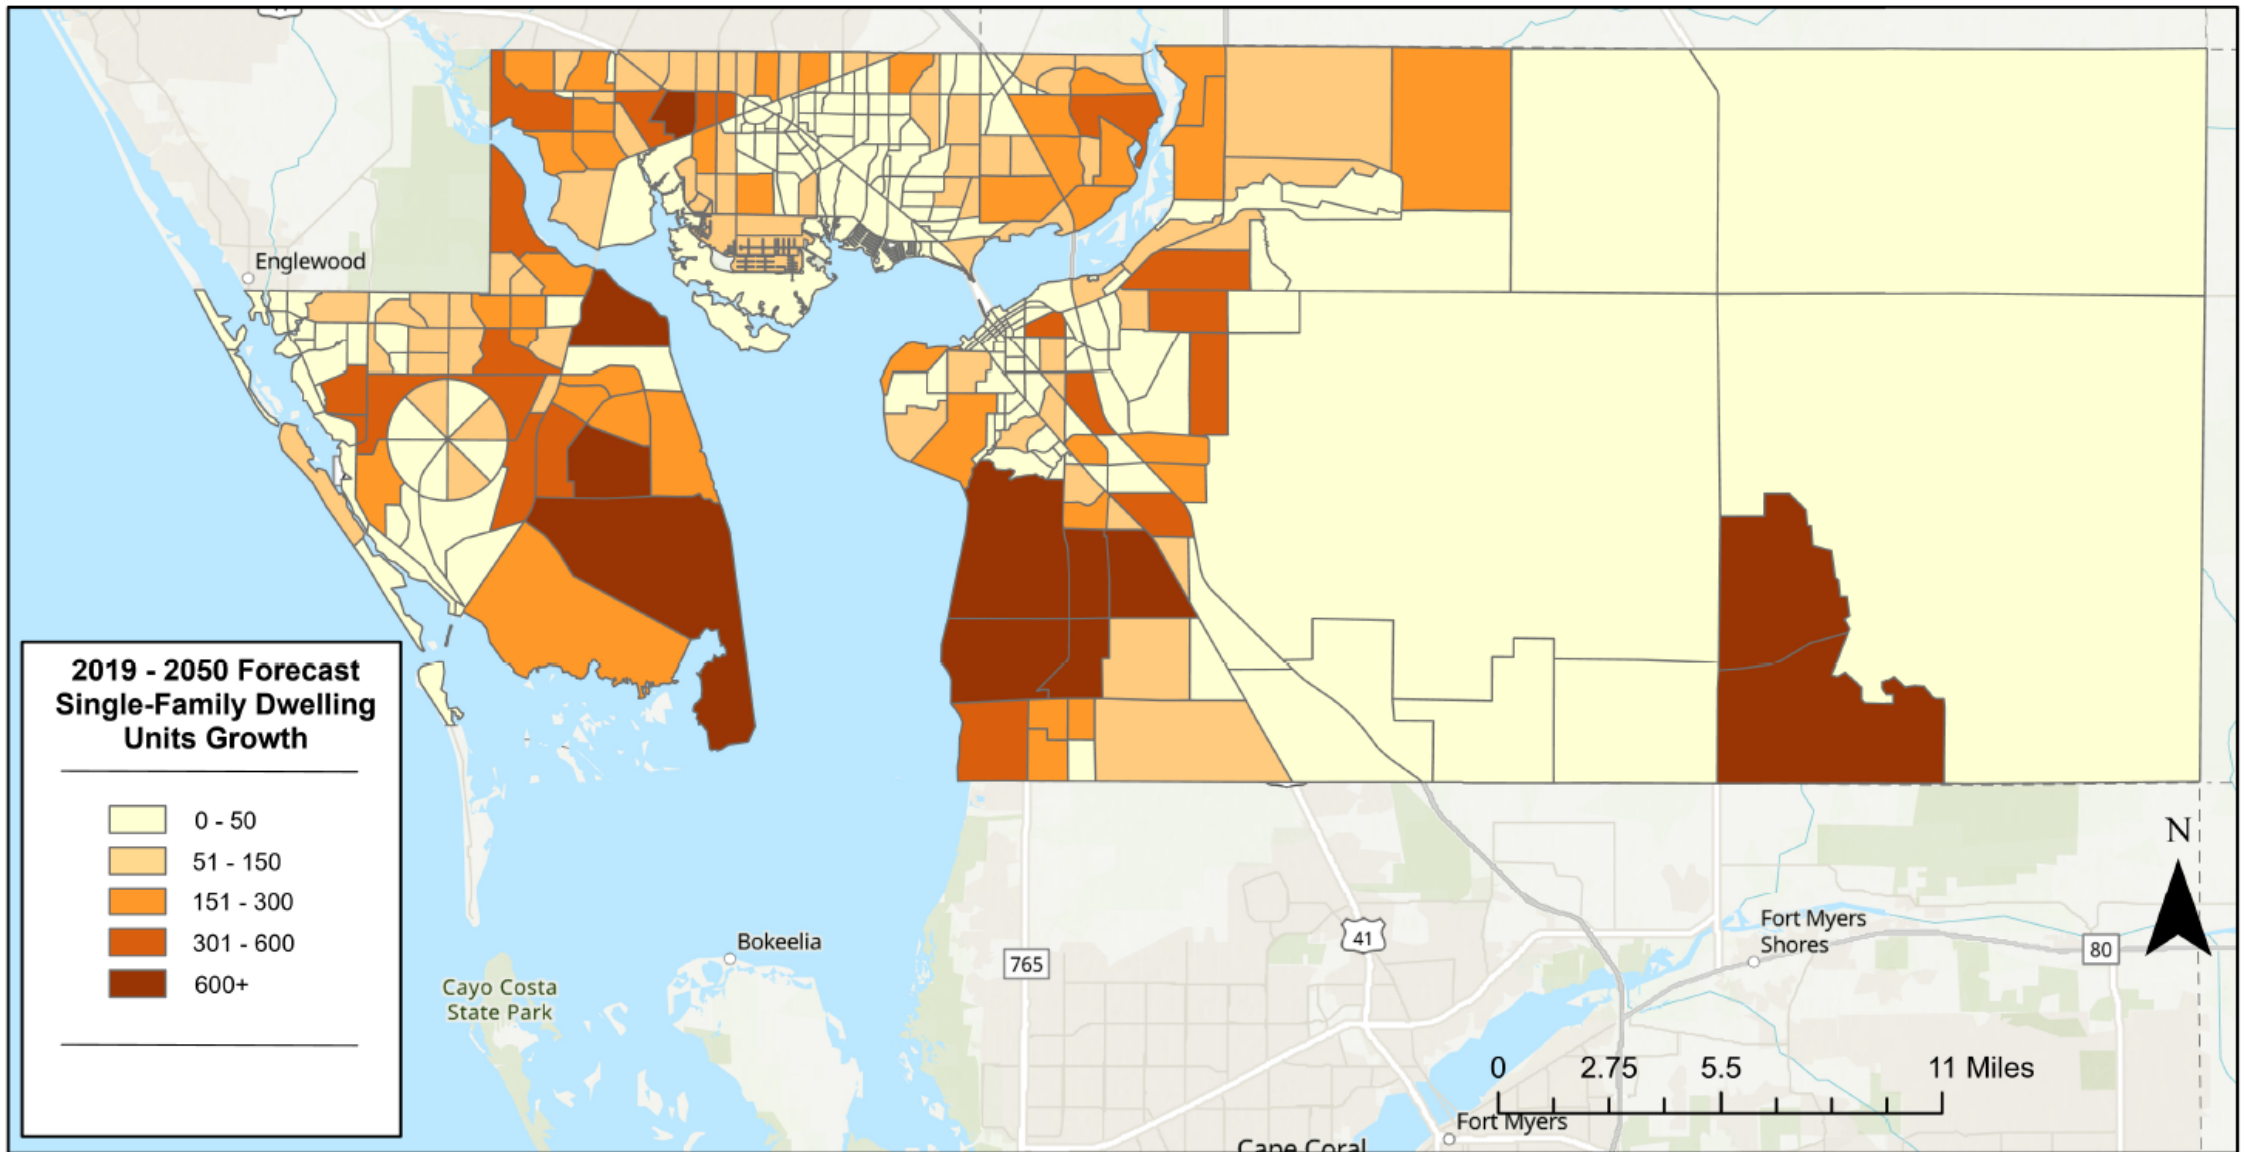 Englewood
2019 - 2050 Forecast
Single-Family Dwelling
Units Growth
0 - 50
51 - 150
151 - 300
301 - 600
600+
N
Bokeelia
Cayo Costa
State Park
765
41
Fort Myers
Shores
80
0 2.75 5.5 11 Miles
Fort Myers
Cape Coral